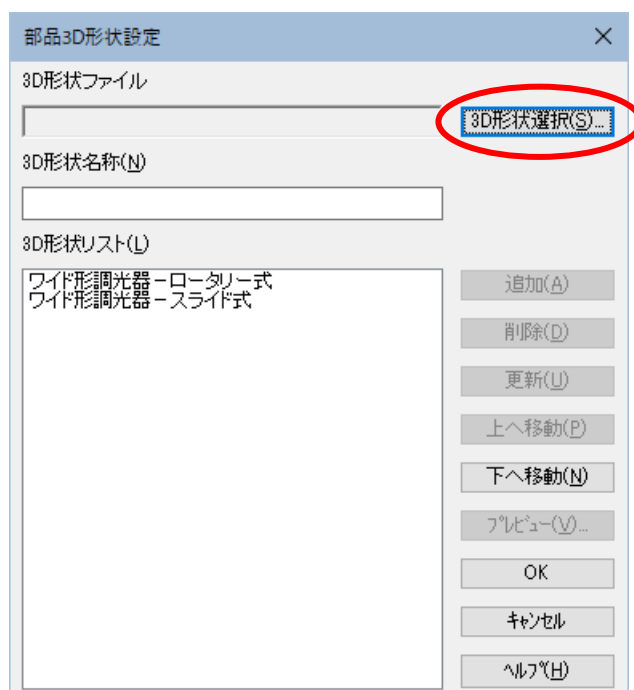 部品3D形状設定
3D形状ファイル
3D形状選択(S)...
3D形状名称(N)
3D形状リスト(L)
ワイド形調光器－ロータリー式
ワイド形調光器－スライド式
追加(A)
削除(D)
更新(U)
上へ移動(P)
下へ移動(N)
ﾌﾟﾚﾋﾞｭｰ(V)...
OK
ｷｬﾝｾﾙ
ﾍﾙﾌﾟ(H)